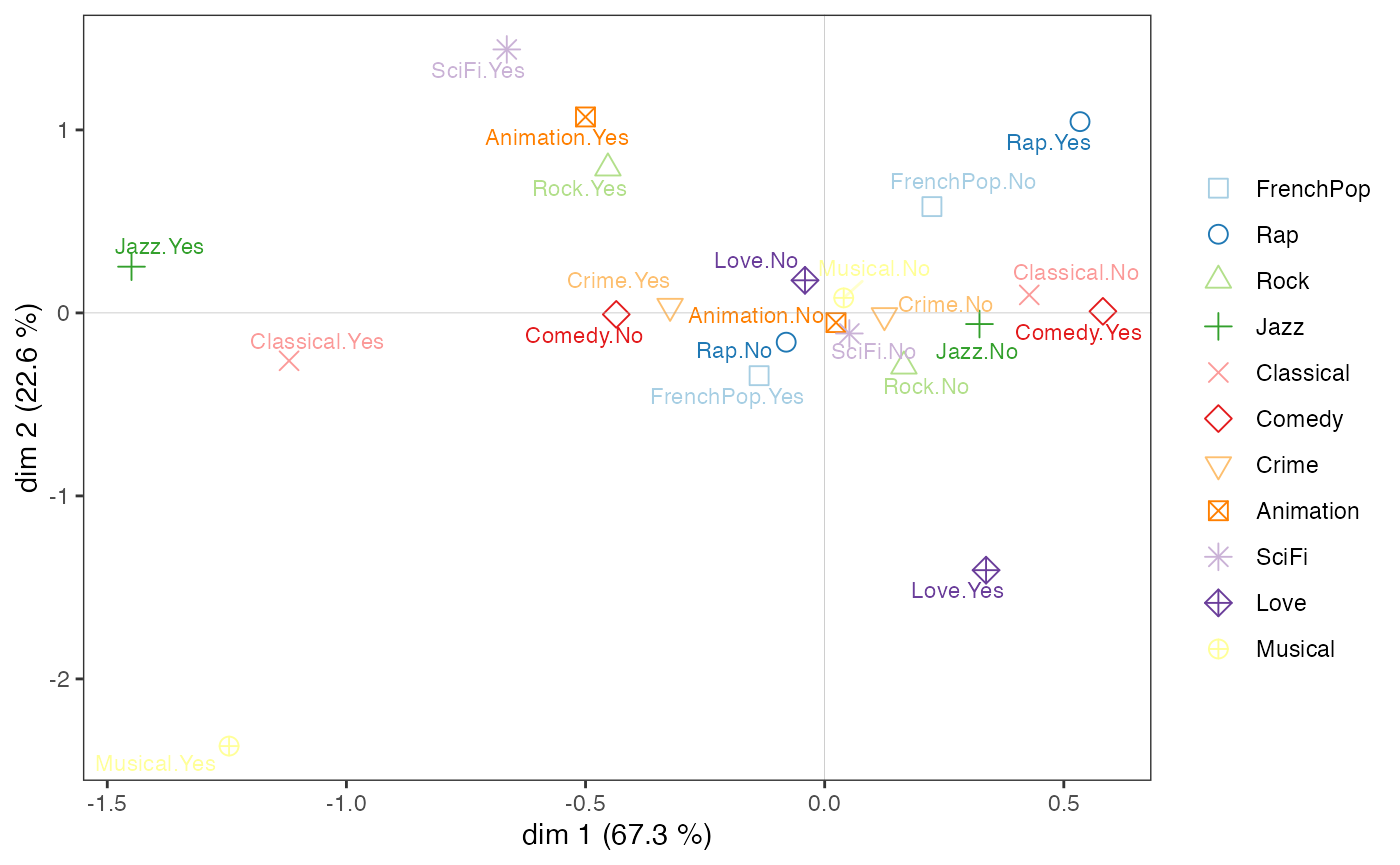 SciFi.Yes
Animation.Yes
Rap.Yes
Rock.Yes
FrenchPop.No
Jazz.Yes
Love.No
Musical.No
Classical.No
Crime.Yes
Crime.No
Animation.No
Comedy.No
Comedy.Yes
Classical.Yes
Rap.No
SciFi.No
Jazz.No
Rock.No
FrenchPop.Yes
Love.Yes
Musical.Yes
1
0
-1
-2
-1.5
-1.0
-0.5
0.0
0.5
dim 1 (67.3 %)
dim 2 (22.6 %)
FrenchPop
Rap
Rock
Jazz
Classical
Comedy
Crime
Animation
SciFi
Love
Musical